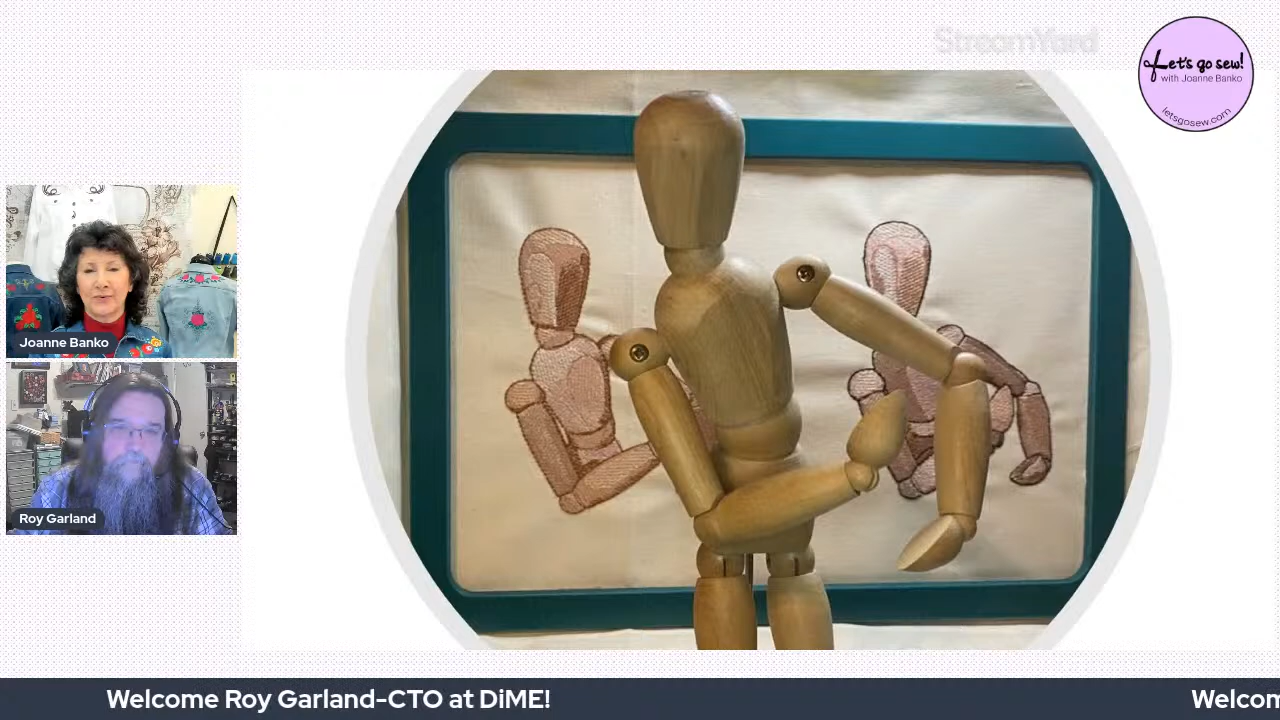 StreamYard
Let's go sew!
with Joanne Banko
letsgosew.com
Joanne Banko
Roy Garland
Welcome Roy Garland-CTO at DiME!
Welcom